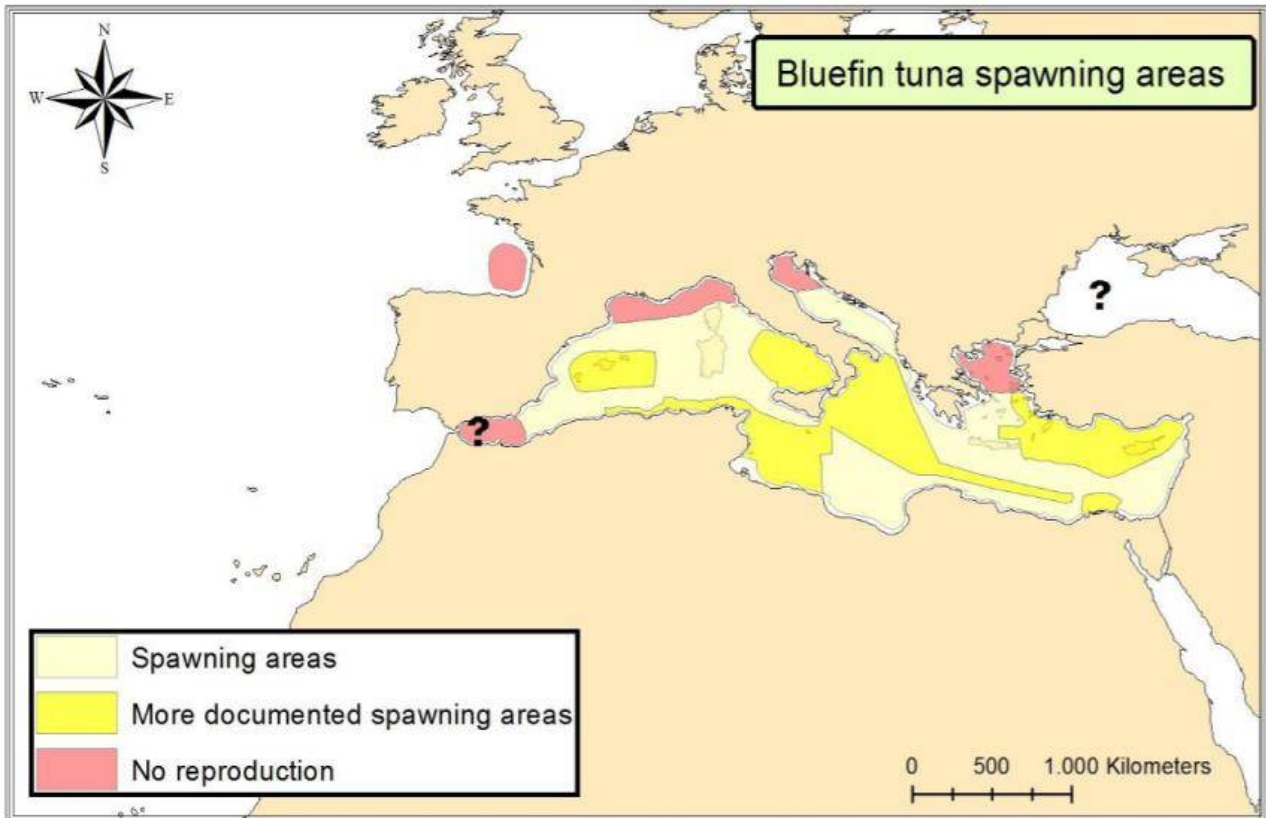 N
W
E
S
Bluefin tuna spawning areas
?
?
Spawning areas
More documented spawning areas
No reproduction
0 500 1.000 Kilometers